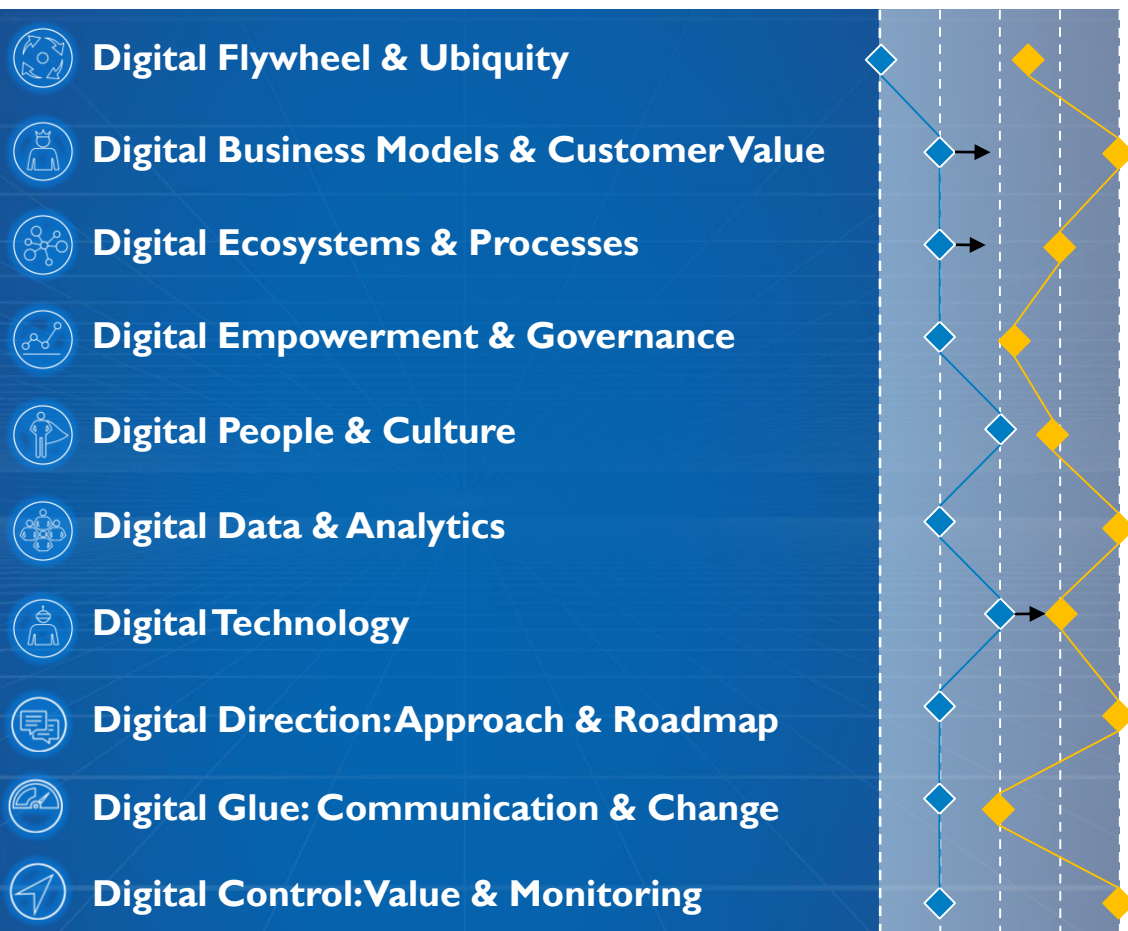 Digital Flywheel & Ubiquity
Digital Business Models & Customer Value
Digital Ecosystems & Processes
Digital Empowerment & Governance
Digital People & Culture
Digital Data & Analytics
Digital Technology
Digital Direction: Approach & Roadmap
Digital Glue: Communication & Change
Digital Control: Value & Monitoring